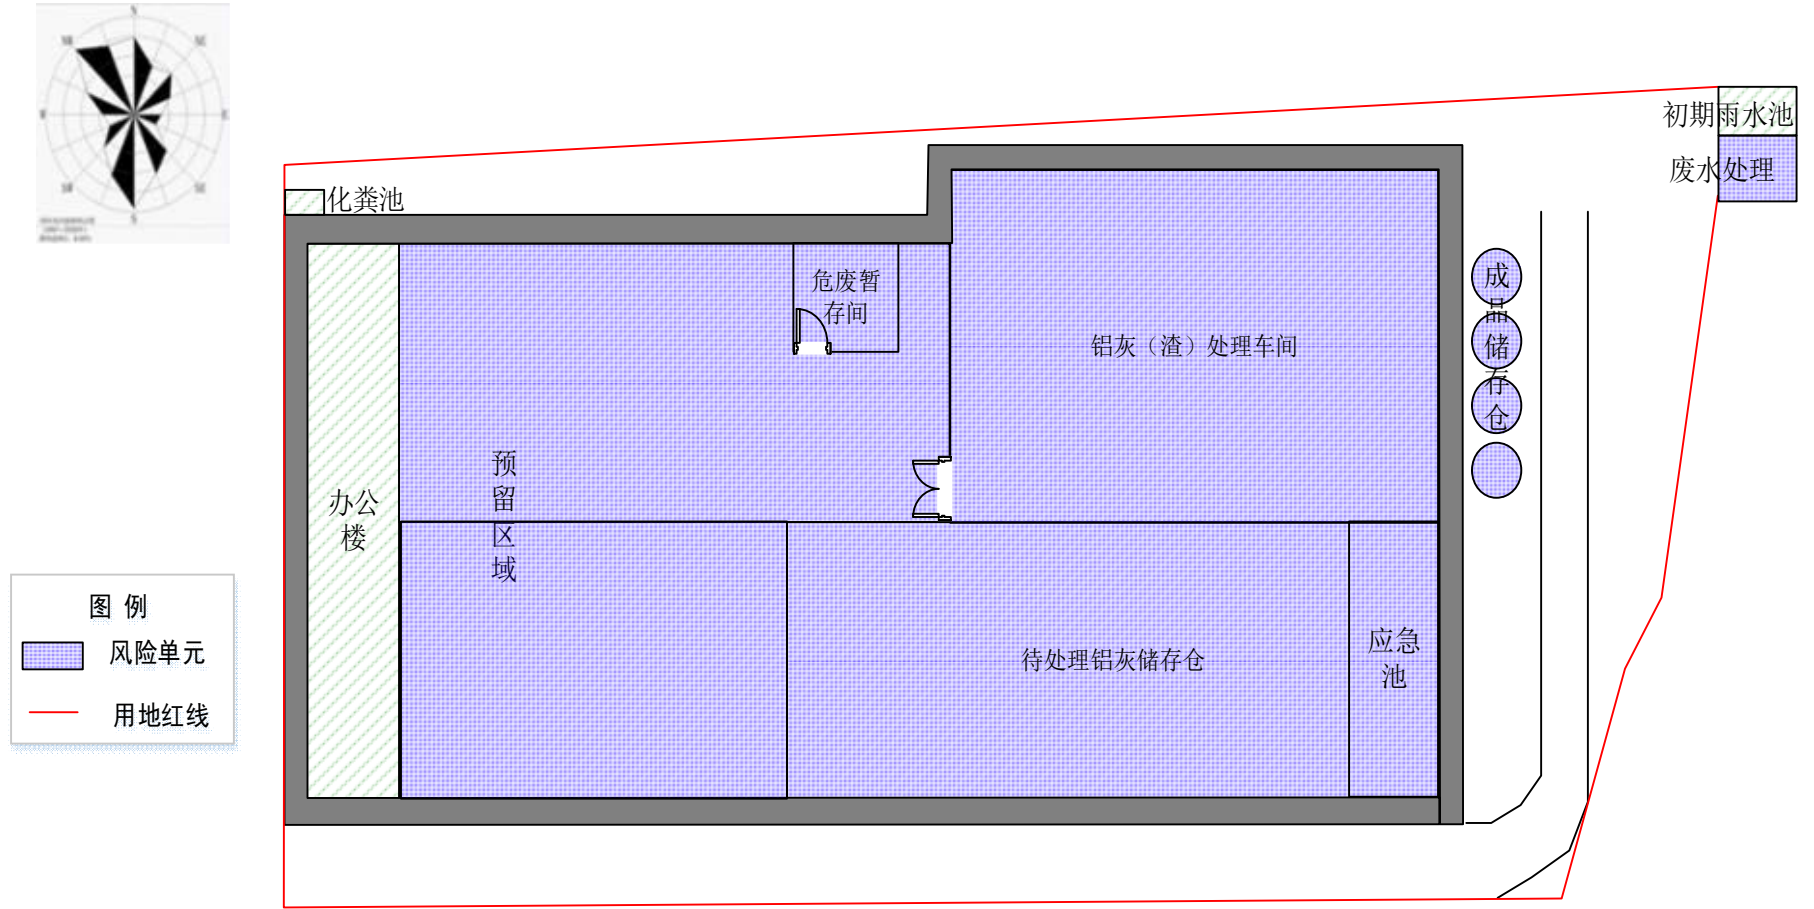 N
S
初期雨水池
废水处理
化粪池
危废暂
存间
铝灰（渣）处理车间
成
品
储
存
仓
预
留
区
域
办公
楼
待处理铝灰储存仓
应急
池
图 例
风险单元
用地红线